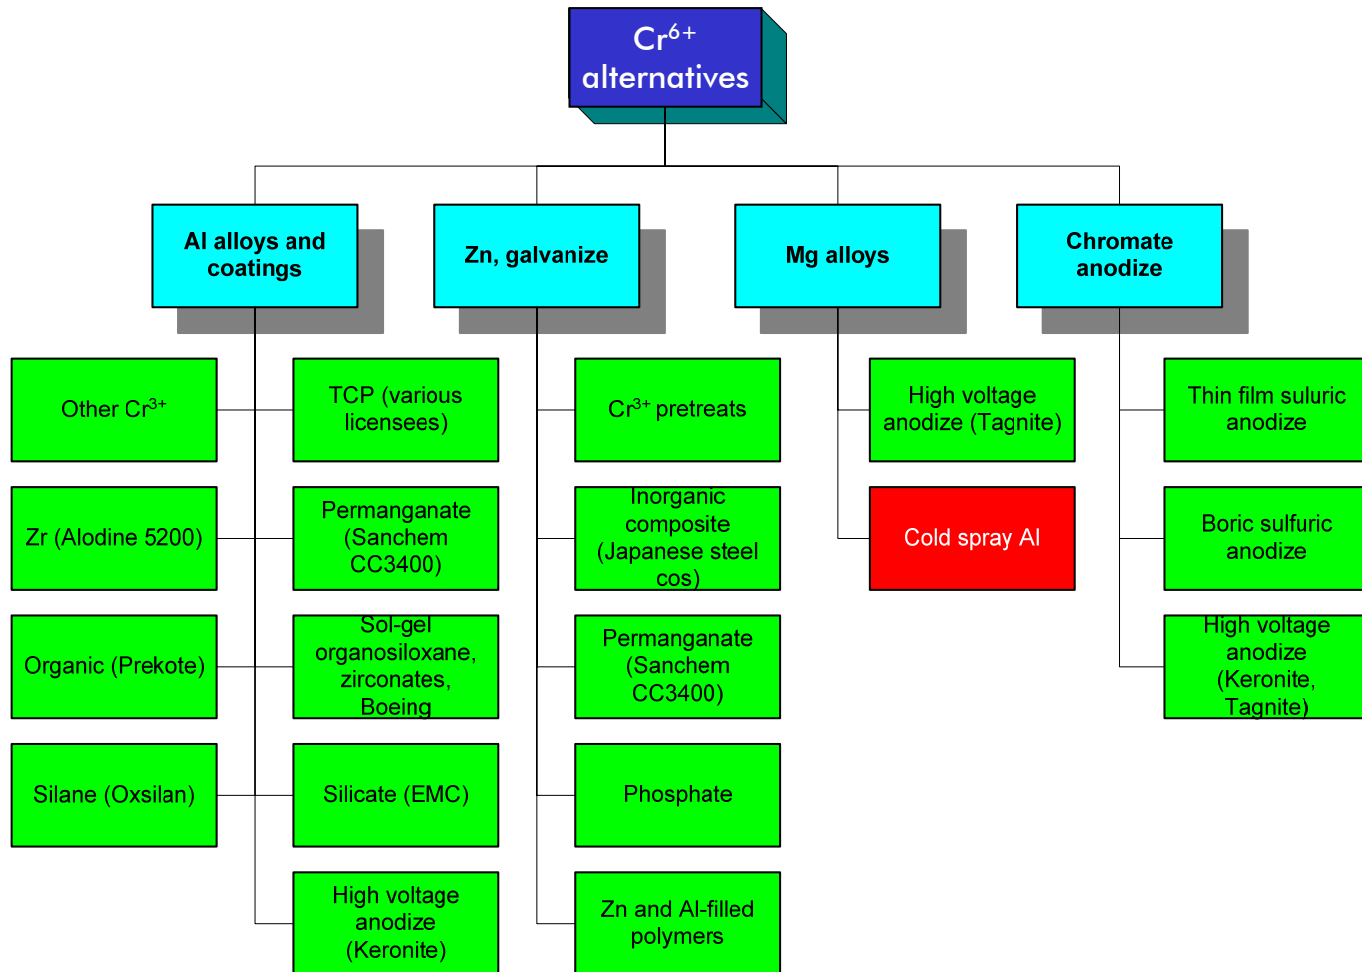 Cr⁶⁺
alternatives
Al alloys and
coatings
Zn, galvanize
Mg alloys
Chromate
anodize
Other Cr³⁺
TCP (various
licensees)
Cr³⁺ pretreats
High voltage
anodize (Tagnite)
Thin film suluric
anodize
Zr (Alodine 5200)
Permanganate
(Sanchem
CC3400)
Inorganic
composite
(Japanese steel
cos)
Cold spray Al
Boric sulfuric
anodize
Organic (Prekote)
Sol-gel
organosiloxane,
zirconates,
Boeing
Permanganate
(Sanchem
CC3400)
High voltage
anodize
(Keronite,
Tagnite)
Silane (Oxsilan)
Silicate (EMC)
Phosphate
High voltage
anodize
(Keronite)
Zn and Al-filled
polymers